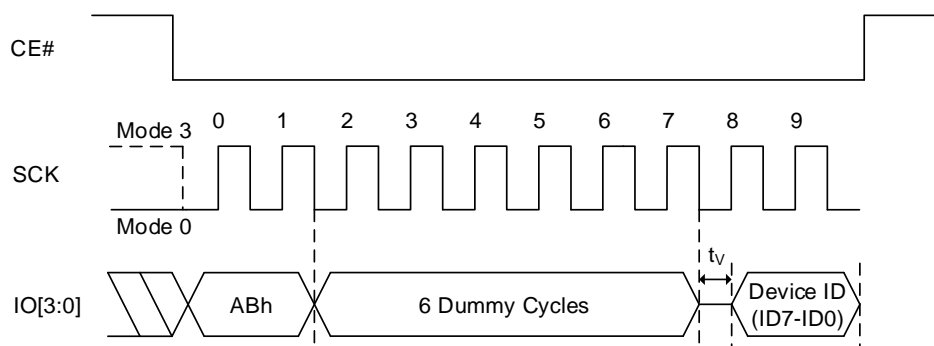 CE#
0 1 2 3 4 5 6 7 8 9
Mode 3
SCK
Mode 0
tV
IO[3:0]
ABh
6 Dummy Cycles
Device ID
(ID7-ID0)